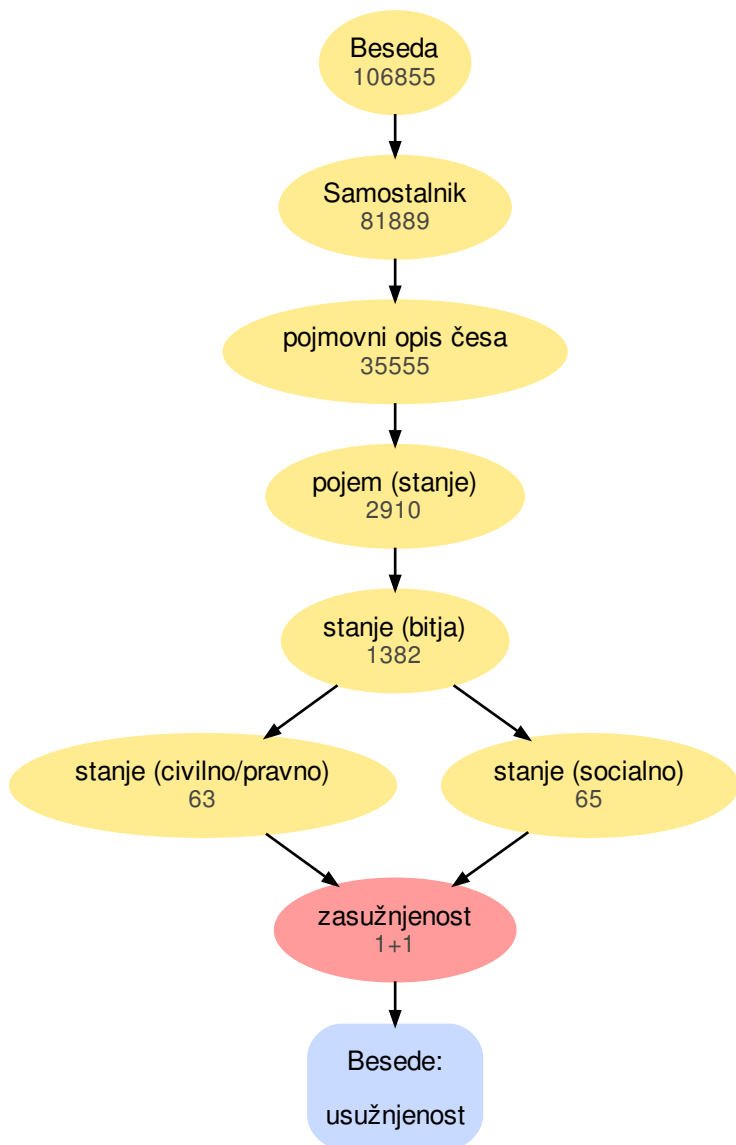 Beseda
106855
Samostalnik
81889
pojmovni opis česa
35555
pojem (stanje)
2910
stanje (bitja)
1382
stanje (civilno/pravno)
63
stanje (socialno)
65
zasužnjenost
1+1
Besede:
usužnjenost